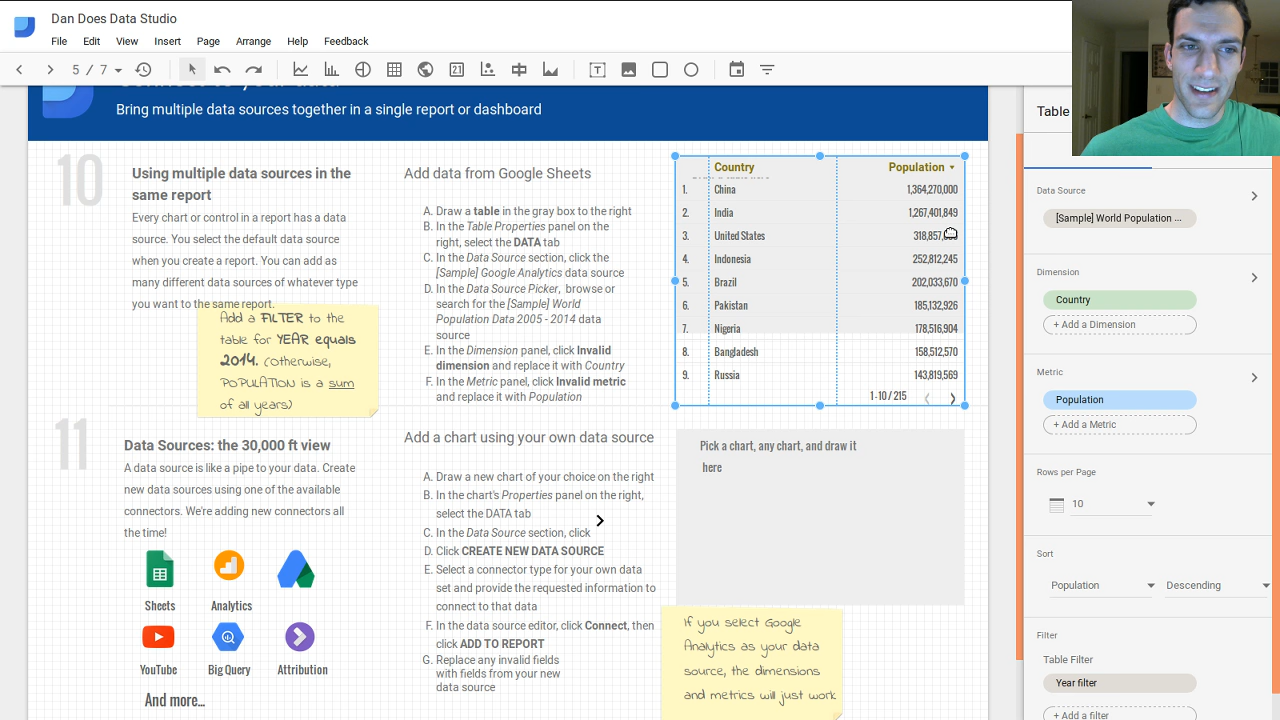 Dan Does Data Studio
File Edit View Insert Page Arrange Help Feedback
5 / 7
Bring multiple data sources together in a single report or dashboard
10
Using multiple data sources in the
same report
Every chart or control in a report has a data
source. You select the default data source
when you create a report. You can add as
many different data sources of whatever type
you want to the same report.
Add a FILTER to the
table for YEAR equals
2014. (otherwise,
POPULATION is a sum
of all years)
Add data from Google Sheets
A. Draw a table in the gray box to the right
B. In the Table Properties panel on the
right, select the DATA tab
C. In the Data Source section, click the
[Sample] Google Analytics data source
D. In the Data Source Picker, browse or
search for the [Sample] World
Population Data 2005 - 2014 data
source
E. In the Dimension panel, click Invalid
dimension and replace it with Country
F. In the Metric panel, click Invalid metric
and replace it with Population
Country Population
1. China 1,364,270,000
2. India 1,267,401,849
3. United States 318,857,
4. Indonesia 252,812,245
5. Brazil 202,033,670
6. Pakistan 185,132,926
7. Nigeria 178,516,904
8. Bangladesh 158,512,570
9. Russia 143,819,569
1-10 / 215
11
Data Sources: the 30,000 ft view
A data source is like a pipe to your data. Create
new data sources using one of the available
connectors. We're adding new connectors all
the time!
Sheets Analytics
YouTube Big Query Attribution
And more...
Add a chart using your own data source
A. Draw a new chart of your choice on the right
B. In the chart's Properties panel on the right,
select the DATA tab
C. In the Data Source section, click
D. Click CREATE NEW DATA SOURCE
E. Select a connector type for your own data
set and provide the requested information to
connect to that data
F. In the data source editor, click Connect, then
click ADD TO REPORT
G. Replace any invalid fields
with fields from your new
data source
Pick a chart, any chart, and draw it
here
If you select Google
Analytics as your data
source, the dimensions
and metrics will just work
Table
Data Source
[Sample] World Population ...
Dimension
Country
+ Add a Dimension
Metric
Population
+ Add a Metric
Rows per Page
10
Sort
Population Descending
Filter
Table Filter
Year filter
+ Add a filter